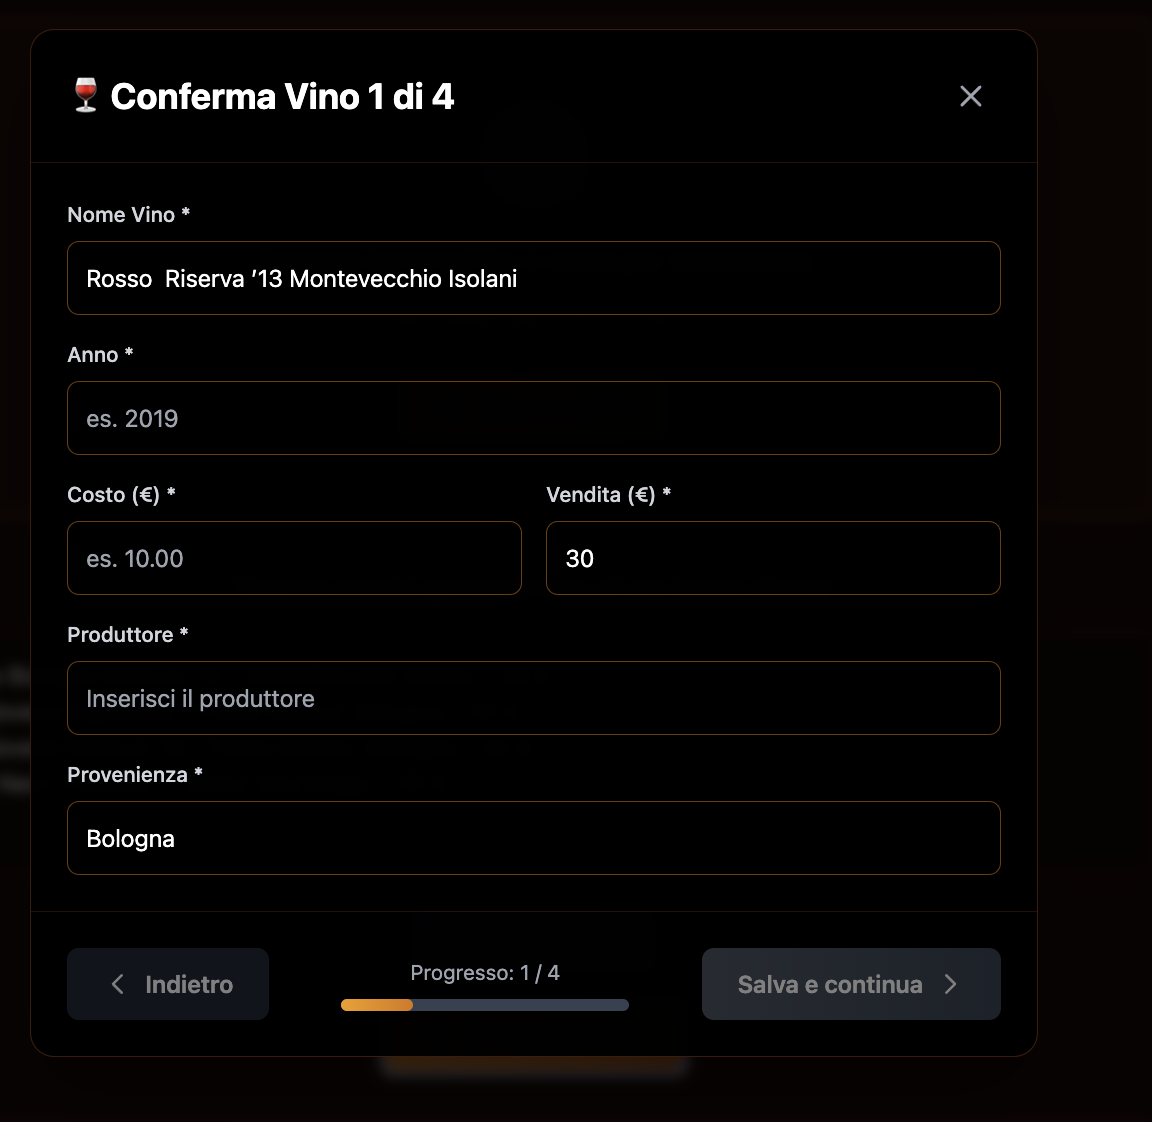 Conferma Vino 1 di 4
Nome Vino *
Rosso  Riserva ’13 Montevecchio Isolani
Anno *
es. 2019
Costo (€) *
Vendita (€) *
es. 10.00
30
Produttore *
Inserisci il produttore
Provenienza *
Bologna
Indietro
Progresso: 1 / 4
Salva e continua